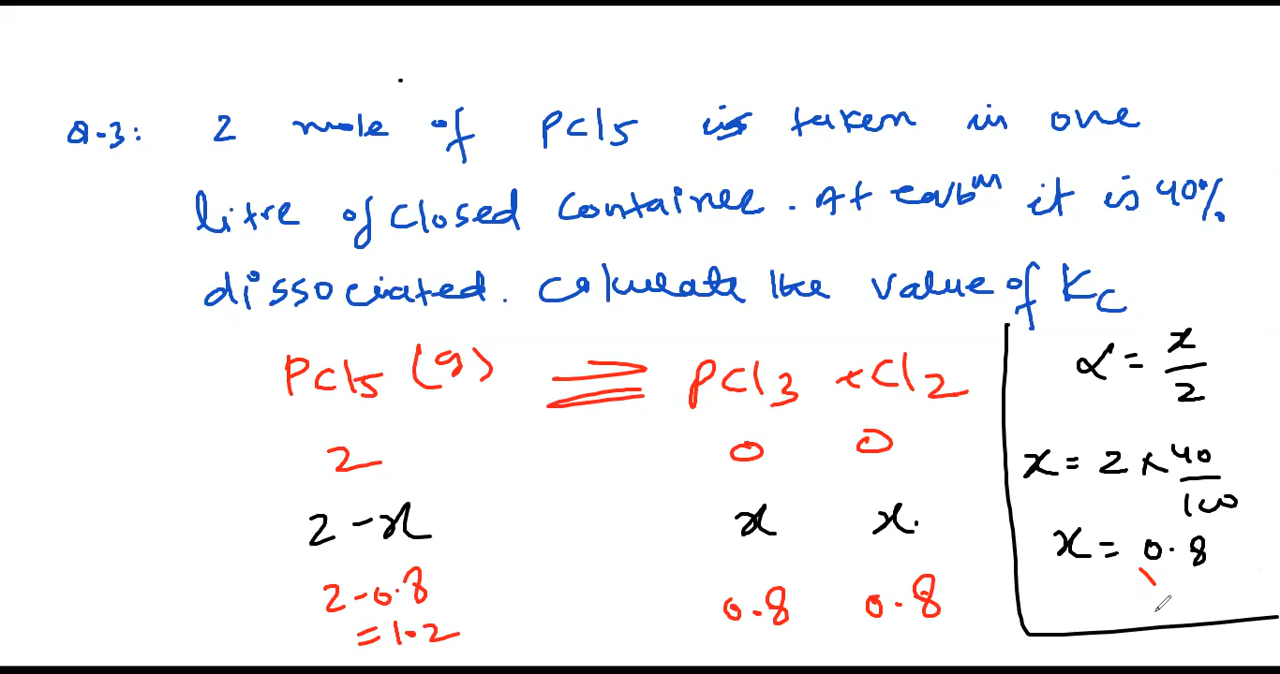 Q-3: 2 mole of PCl5 is taken in one
litre of closed container. At eqbm it is 40%
dissociated. Calculate the value of Kc
PCl5 (g) ⇌ PCl3 + Cl2
2 0 0
2-x x x.
2-0.8 0.8 0.8
=1.2
α = x/2
x = 2 × 40/100
x = 0.8